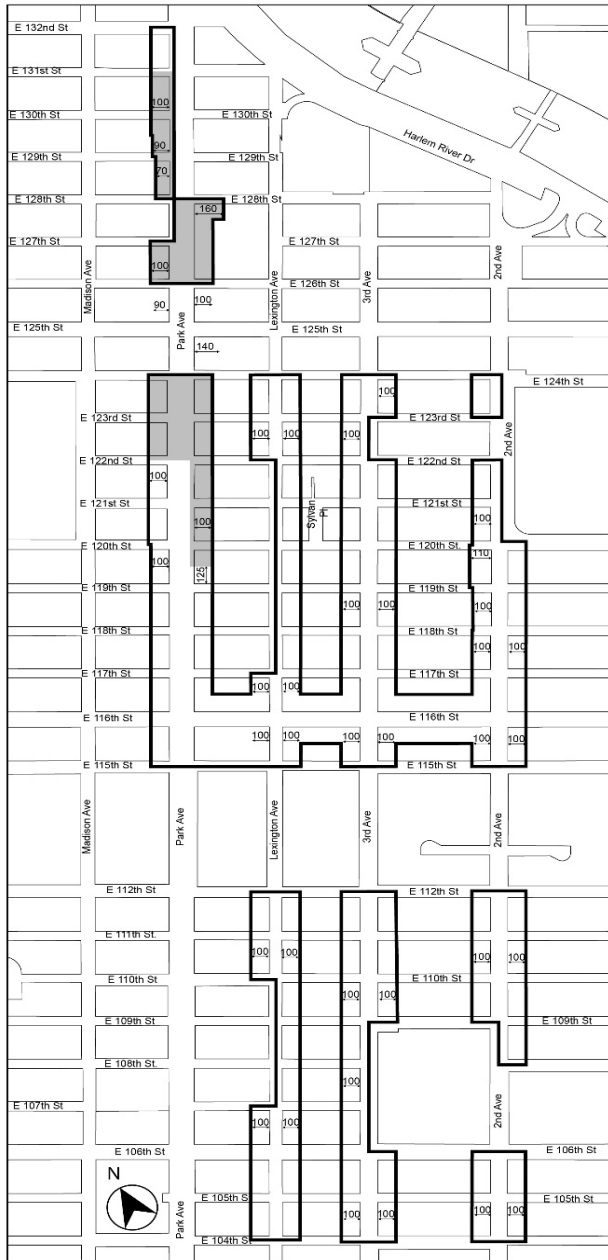 E 132nd St
E 131st St
100
E 130th St
E 130th St
Harlem River Dr
90
E 129th St
E 129th St
70
E 128th St
E 128th St
160
E 127th St
E 127th St
100
Madison Ave
2nd Ave
Lexington Ave
3rd Ave
E 126th St
90
100
Park Ave
E 125th St
E 125th St
140
E 124th St
100
E 123rd St
E 123rd St
100
100
100
2nd Ave
E 122nd St
E 122nd St
100
E 121st St
E 121st St
100
100
Sylvan Pl
E 120th St
E 120th St.
100
110
125
E 119th St
E 119th St
100
100
100
E 118th St
E 118th St
100
100
E 117th St
E 117th St
100
100
E 116th St
E 116th St
100
100
100
100
100
100
E 115th St
E 115th St
Madison Ave
Park Ave
Lexington Ave
3rd Ave
2nd Ave
E 112th St
E 112th St
E 111th St.
100
100
100
100
E 110th St
E 110th St
100
100
E 109th St
E 109th St
E 108th St.
100
E 107th St
2nd Ave
100
100
E 106th St
E 106th St
N
E 105th St
E 105th St
Park Ave
100
100
100
100
E 104th St